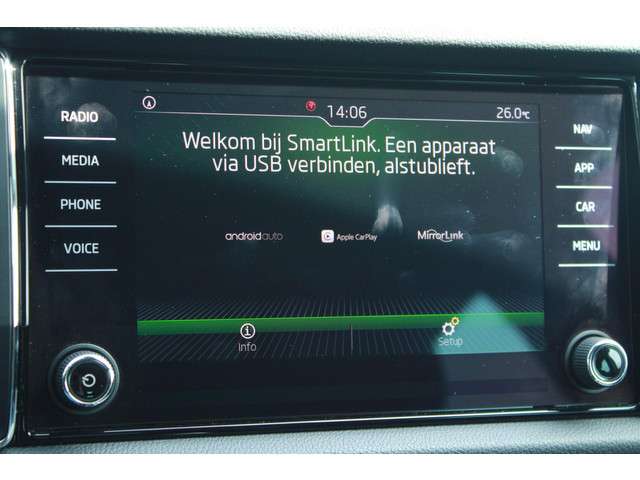 14:06
26.0°C
RADIO
MEDIA
PHONE
VOICE
Welkom bij SmartLink. Een apparaat
via USB verbinden, alstublieft.
androidauto
Apple CarPlay
MirrorLink
Info
Setup
NAV
APP
CAR
MENU